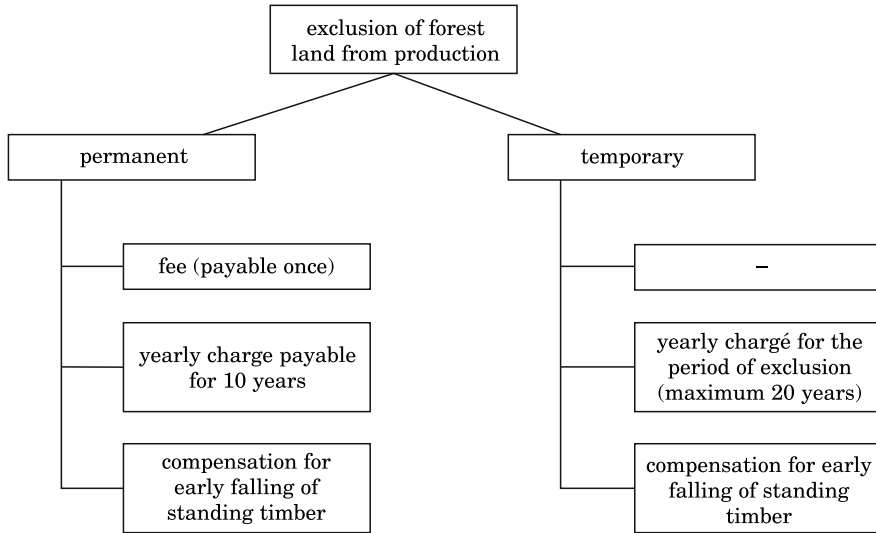 exclusion of forest
land from production
permanent
temporary
fee (payable once)
–
yearly charge payable
for 10 years
yearly chargé for the
period of exclusion
(maximum 20 years)
compensation for
early falling of
standing timber
compensation for early
falling of standing
timber